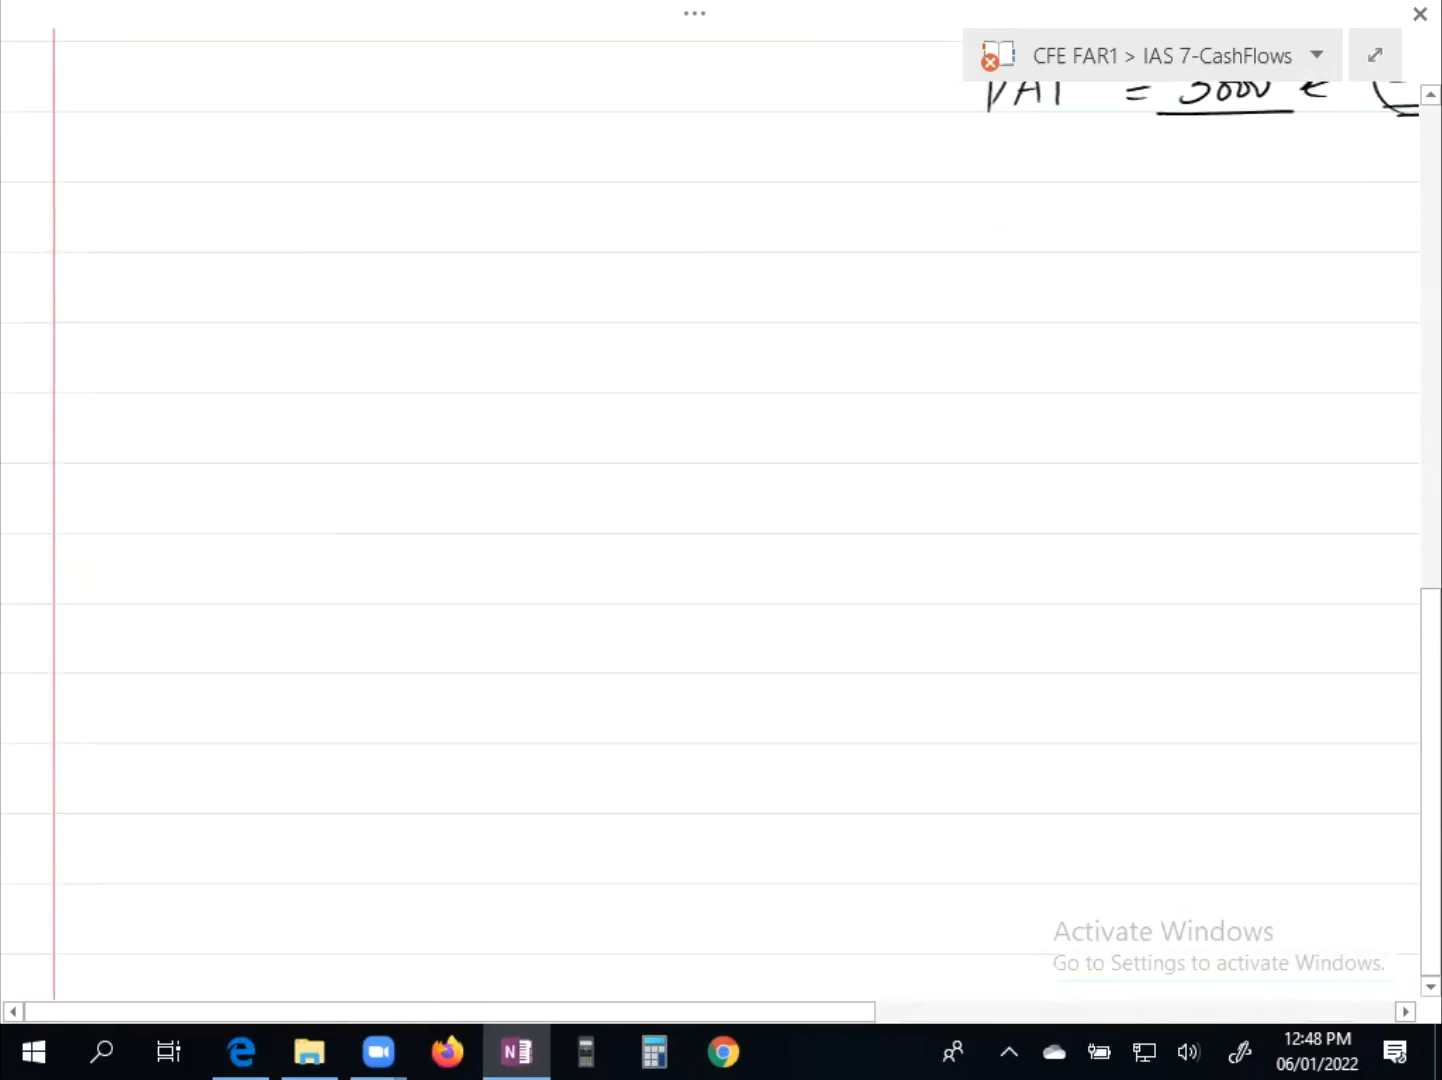 CFE FAR1 > IAS 7-CashFlows
VAT = 3000
Activate Windows
Go to Settings to activate Windows.
12:48 PM
06/01/2022